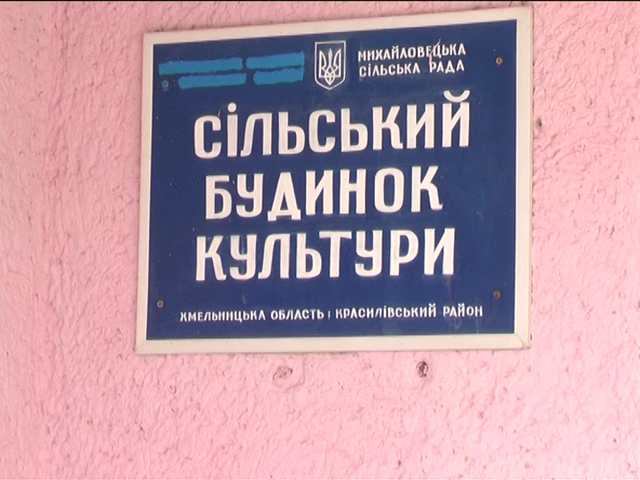 МИХАЙЛОВЕЦЬКА
СІЛЬСЬКА РАДА
СІЛЬСЬКИЙ
БУДИНОК
КУЛЬТУРИ
ХМЕЛЬНИЦЬКА ОБЛАСТЬ І КРАСИЛІВСЬКИЙ РАЙОН